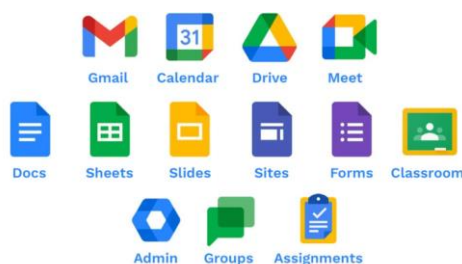 31
Gmail Calendar Drive Meet
Docs Sheets Slides Sites Forms Classroom
Admin Groups Assignments